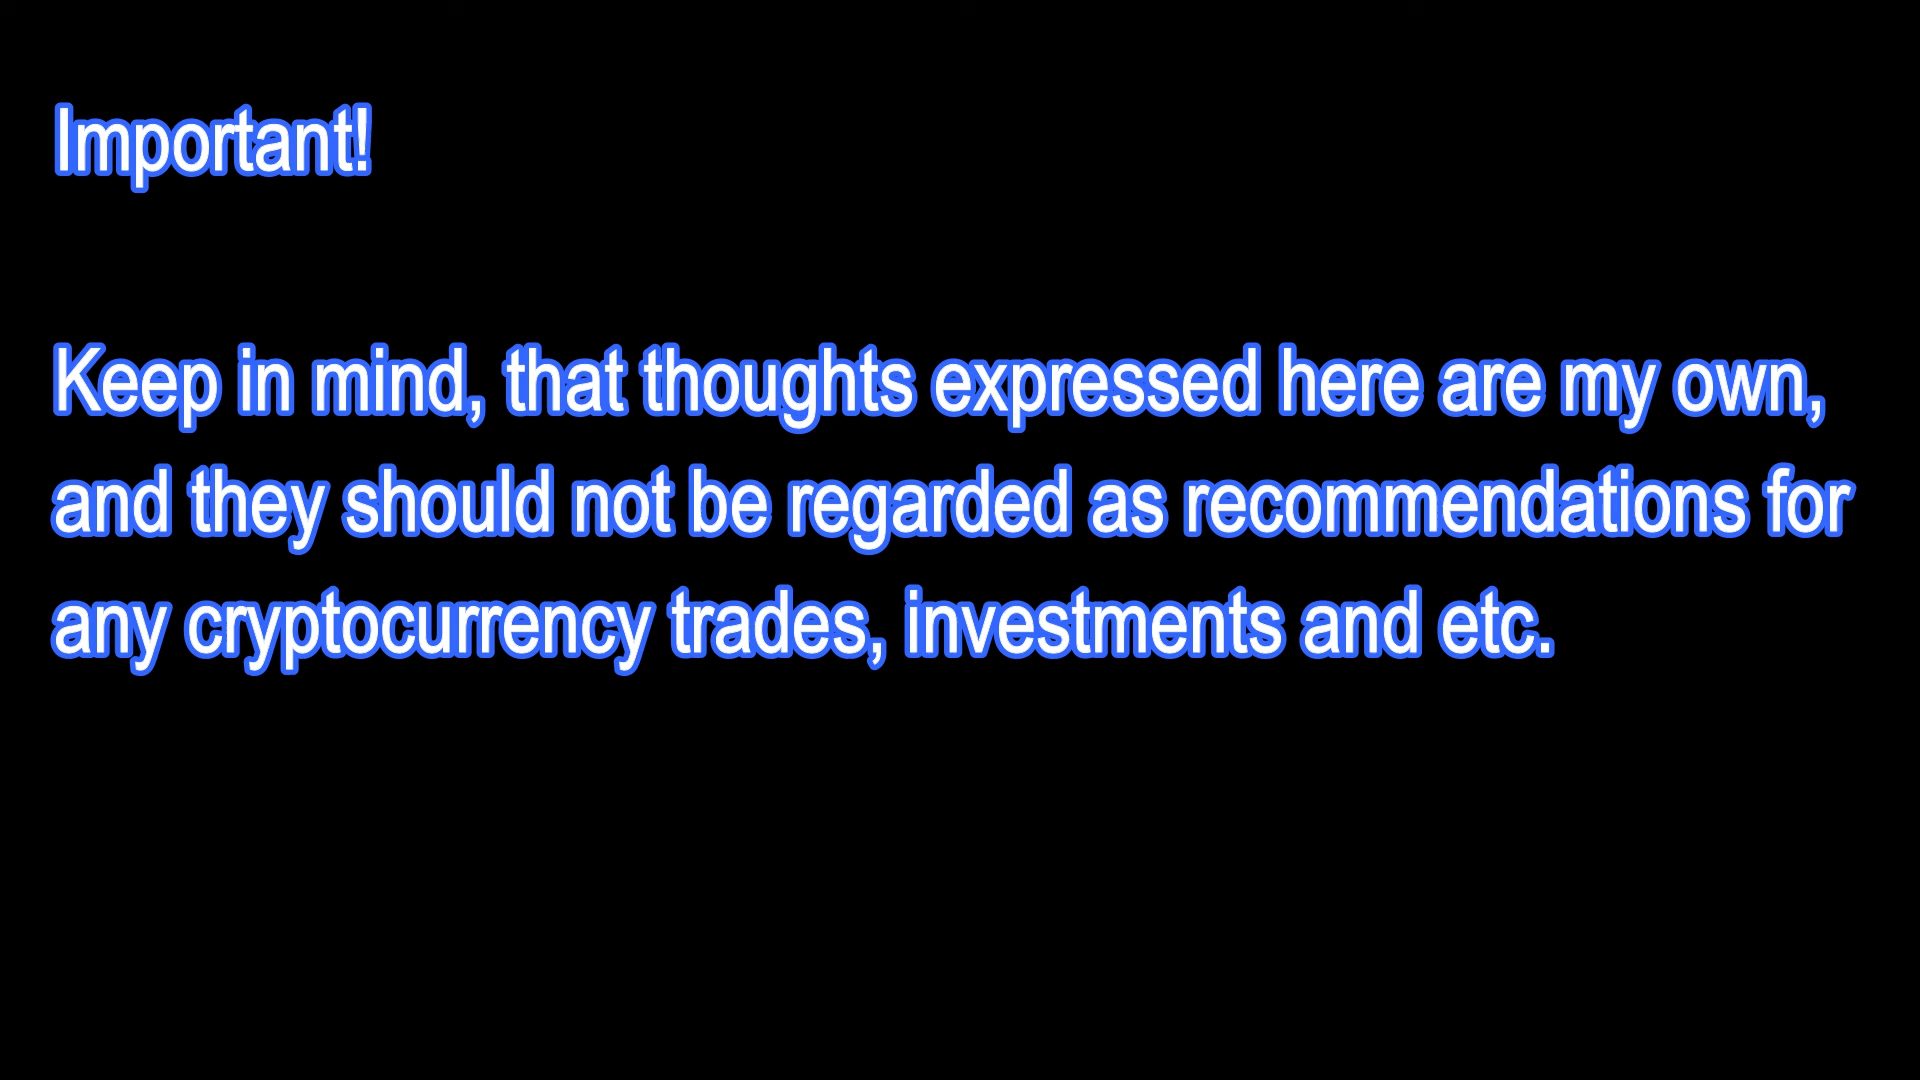 Important!
Keep in mind, that thoughts expressed here are my own,
and they should not be regarded as recommendations for
any cryptocurrency trades, investments and etc.